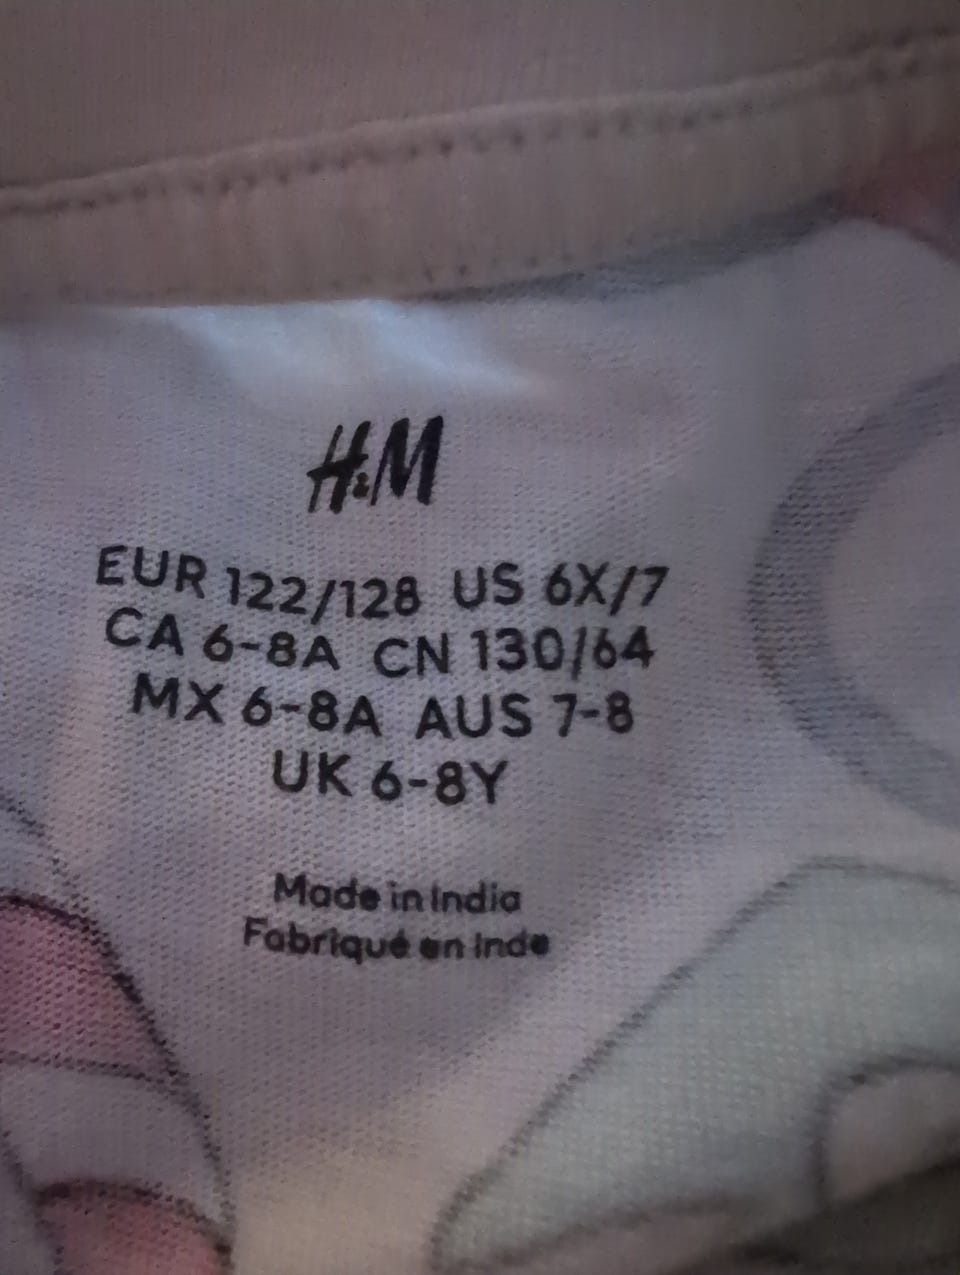 H&M
EUR 122/128 US 6X/7
CA 6-8A CN 130/64
MX 6-8A AUS 7-8
UK 6-8Y
Made in India
Fabriqué en Inde